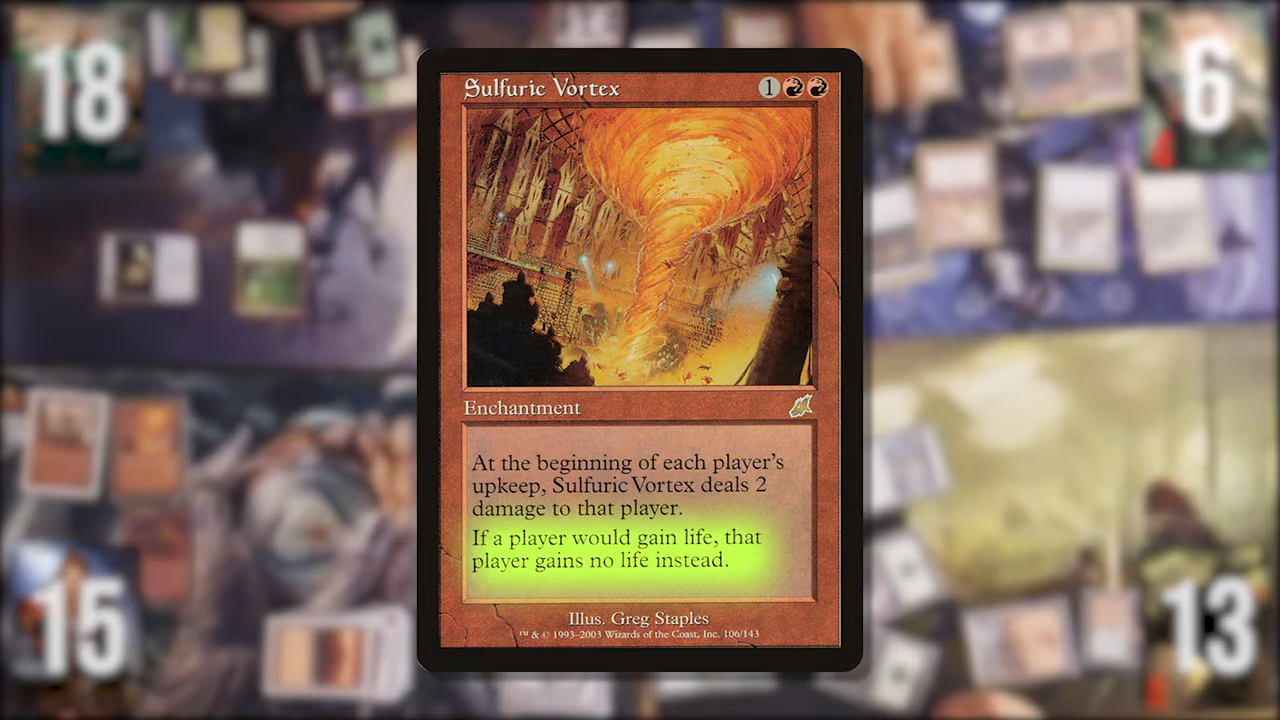 18
6
Sulfuric Vortex 1
Enchantment
At the beginning of each player's
upkeep, Sulfuric Vortex deals 2
damage to that player.
If a player would gain life, that
player gains no life instead.
Illus. Greg Staples
™ & © 1993–2003 Wizards of the Coast, Inc. 106/143
15
13